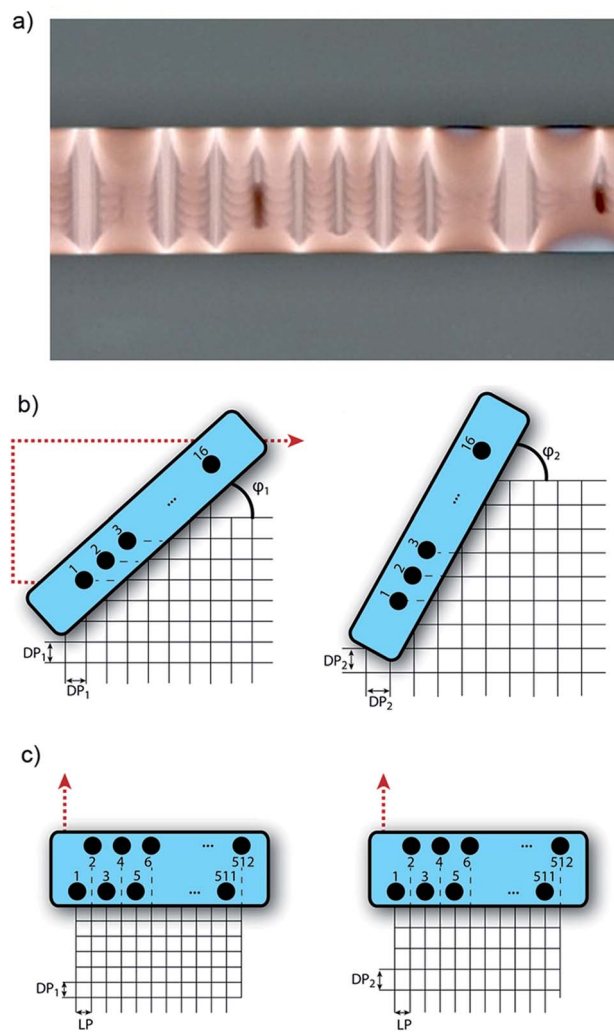 a)
b)
16
φ₁
3
2
1
...
DP₁
DP₁
16
φ₂
3
2
1
...
DP₂
DP₂
c)
2 4 6 ... 512
1 3 5 ... 511
DP₁
LP
2 4 6 ... 512
1 3 5 ... 511
DP₂
LP